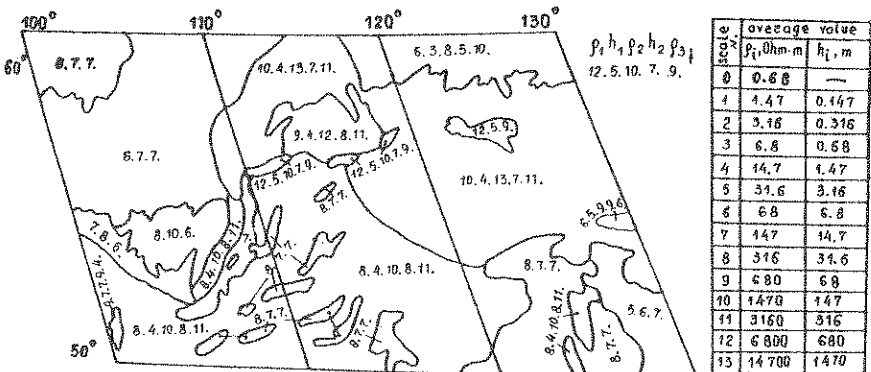 100° 110° 120° 130°
60°
50°
8.7.7.
10.4.13.7.11.
6.3.8.5.10.
ρ₁ h₁ ρ₂ h₂ ρ₃
12.5.10.7.9.
9.4.12.8.11.
12.5.9.
6.7.7.
12.5.10.7.9.
12.5.10.7.9.
8.7.7.
10.4.13.7.11.
6.5.9.9.6.
7.8.6.
8.10.6.
8.4.10.8.11.
8.4.10.8.11.
8.7.7.
5.6.7.
8.4.10.8.11.
8.7.7.
8.7.7.
8.4.10.8.11.
8.7.7.
scale №. average value
ρᵢ, Ohm·m hᵢ, m
0 0.68 —
1 1.47 0.147
2 3.16 0.316
3 6.8 0.68
4 14.7 1.47
5 31.6 3.16
6 68 6.8
7 147 14.7
8 316 31.6
9 680 68
10 1470 147
11 3160 316
12 6800 680
13 14700 1470